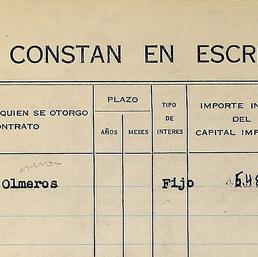 CONSTAN EN ESCR
QUIEN SE OTORGO
ONTRATO
PLAZO
AÑOS MESES
TIPO
DE
INTERES
IMPORTE IN
DEL
CAPITAL IMP
Olmeros Fijo